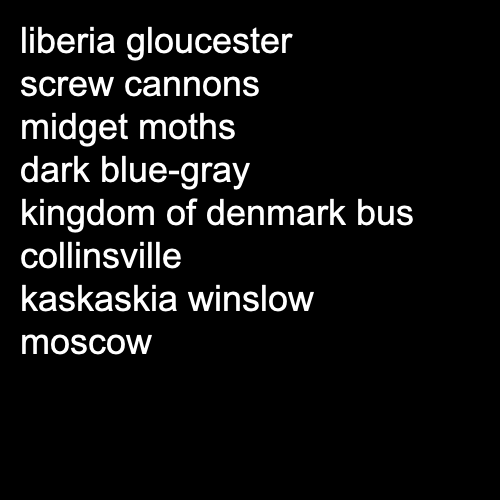 liberia gloucester
screw cannons
midget moths
dark blue-gray
kingdom of denmark bus
collinsville
kaskaskia winslow
moscow